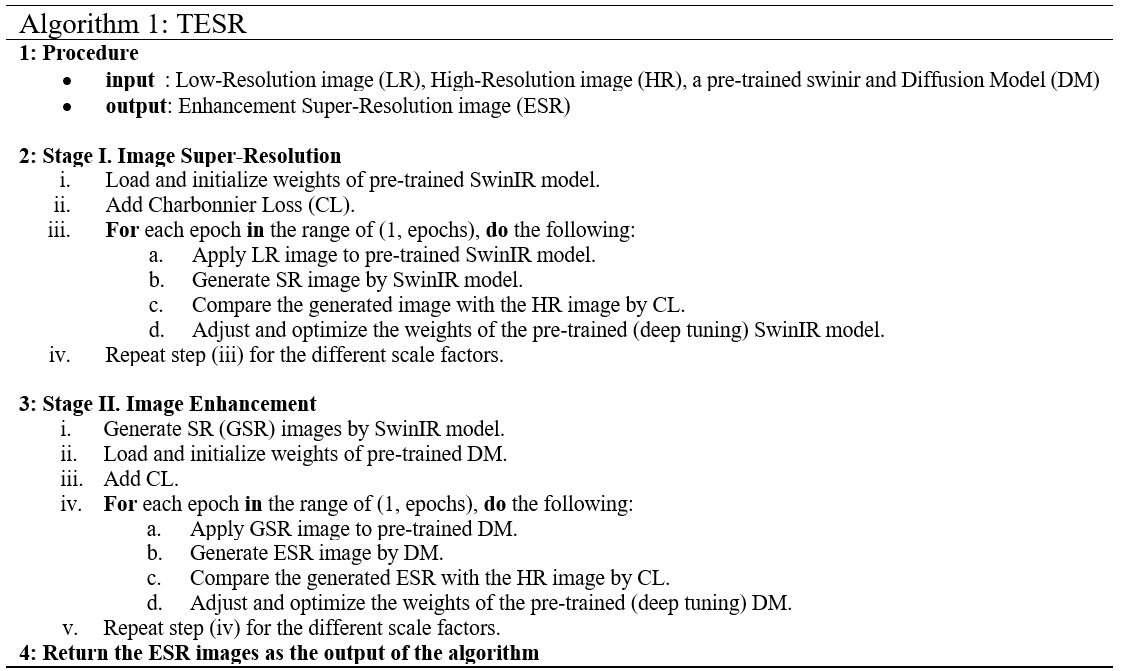 Algorithm 1: TESR
1: Procedure
• input : Low-Resolution image (LR), High-Resolution image (HR), a pre-trained swinir and Diffusion Model (DM)
• output: Enhancement Super-Resolution image (ESR)
2: Stage I. Image Super-Resolution
i. Load and initialize weights of pre-trained SwinIR model.
ii. Add Charbonnier Loss (CL).
iii. For each epoch in the range of (1, epochs), do the following:
a. Apply LR image to pre-trained SwinIR model.
b. Generate SR image by SwinIR model.
c. Compare the generated image with the HR image by CL.
d. Adjust and optimize the weights of the pre-trained (deep tuning) SwinIR model.
iv. Repeat step (iii) for the different scale factors.
3: Stage II. Image Enhancement
i. Generate SR (GSR) images by SwinIR model.
ii. Load and initialize weights of pre-trained DM.
iii. Add CL.
iv. For each epoch in the range of (1, epochs), do the following:
a. Apply GSR image to pre-trained DM.
b. Generate ESR image by DM.
c. Compare the generated ESR with the HR image by CL.
d. Adjust and optimize the weights of the pre-trained (deep tuning) DM.
v. Repeat step (iv) for the different scale factors.
4: Return the ESR images as the output of the algorithm